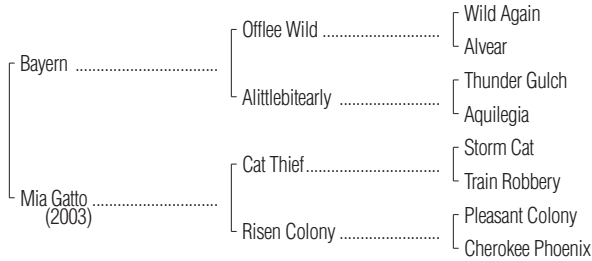 Wild Again
Offlee Wild
Alvear
Bayern
Thunder Gulch
Alittlebitearly
Aquilegia
Storm Cat
Cat Thief
Train Robbery
Mia Gatto
(2003)
Pleasant Colony
Risen Colony
Cherokee Phoenix